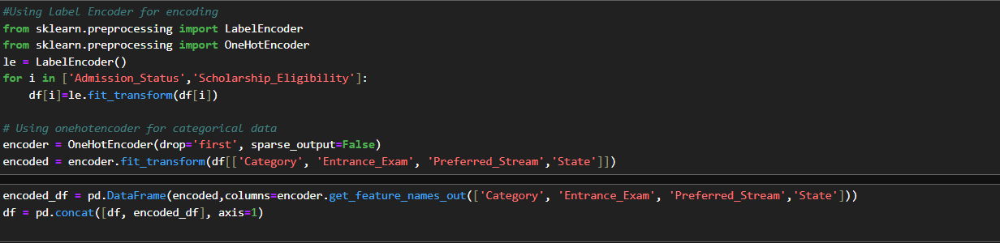 #Using Label Encoder for encoding
from sklearn.preprocessing import LabelEncoder
from sklearn.preprocessing import OneHotEncoder
le = LabelEncoder()
for i in ['Admission_Status','Scholarship_Eligibility']:
    df[i]=le.fit_transform(df[i])
# Using onehotencoder for categorical data
encoder = OneHotEncoder(drop='first', sparse_output=False)
encoded = encoder.fit_transform(df[['Category', 'Entrance_Exam', 'Preferred_Stream','State']])
encoded_df = pd.DataFrame(encoded,columns=encoder.get_feature_names_out(['Category', 'Entrance_Exam', 'Preferred_Stream','State']))
df = pd.concat([df, encoded_df], axis=1)